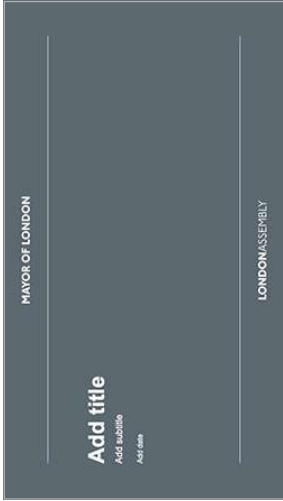 MAYOR OF LONDON
Add title
Add subtitle
Add date
LONDONASSEMBLY